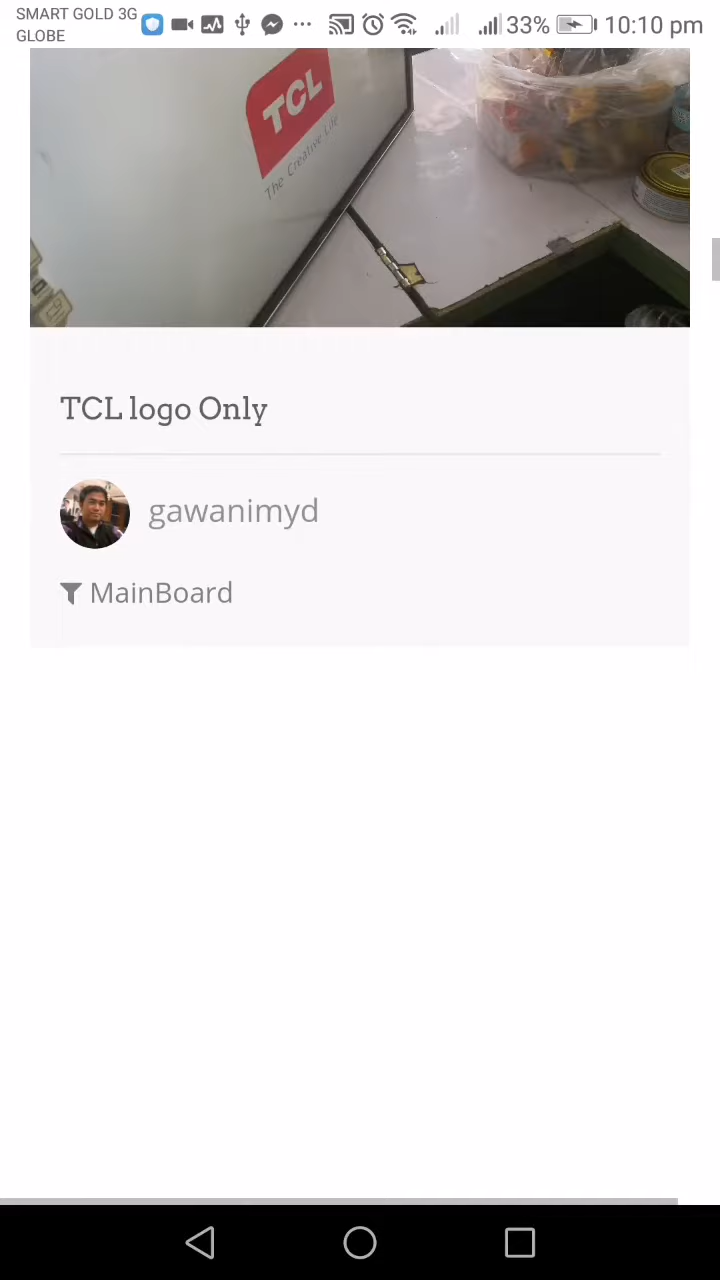 SMART GOLD 3G
GLOBE
33%
10:10 pm
TCL
The Creative Life
TCL logo Only
gawanimyd
MainBoard